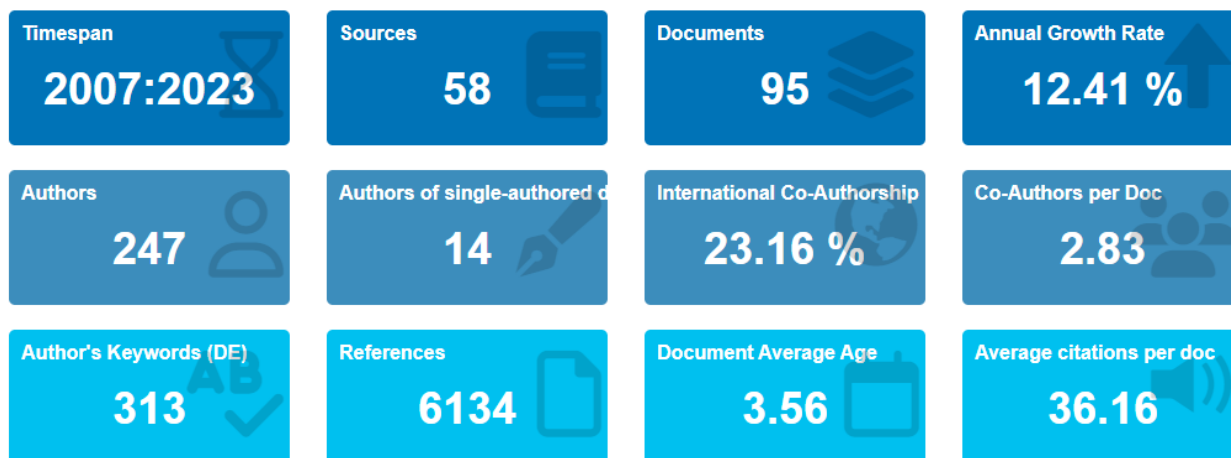 Timespan
2007:2023
Sources
58
Documents
95
Annual Growth Rate
12.41 %
Authors
247
Authors of single-authored d
14
International Co-Authorship
23.16 %
Co-Authors per Doc
2.83
Author's Keywords (DE)
313
AB
References
6134
Document Average Age
3.56
Average citations per doc
36.16